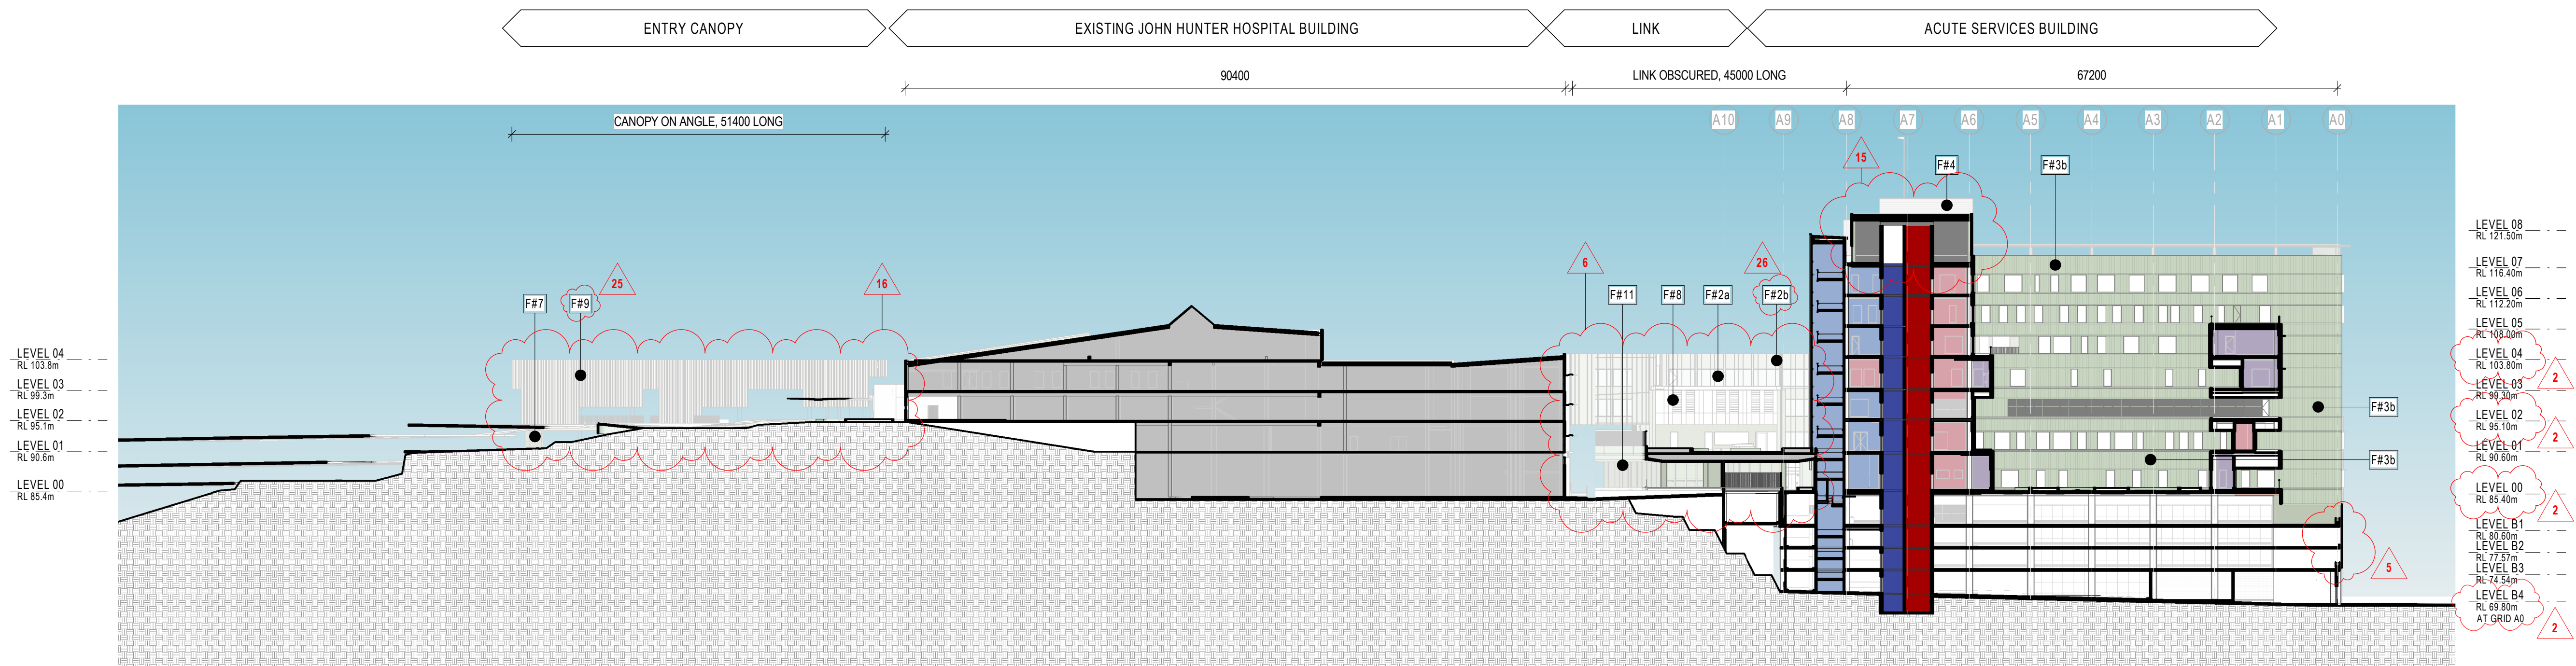 ENTRY CANOPY
EXISTING JOHN HUNTER HOSPITAL BUILDING
LINK
ACUTE SERVICES BUILDING
90400
LINK OBSCURED, 45000 LONG
67200
CANOPY ON ANGLE, 51400 LONG
A10
A9
A8
A7
A6
A5
A4
A3
A2
A1
A0
15
F#4
F#3b
25
16
6
26
F#7
F#9
F#11
F#8
F#2a
F#2b
LEVEL 04
RL 103.8m
LEVEL 03
RL 99.3m
LEVEL 02
RL 95.1m
LEVEL 01
RL 90.6m
LEVEL 00
RL 85.4m
F#3b
F#3b
5
LEVEL 08
RL 121.50m
LEVEL 07
RL 116.40m
LEVEL 06
RL 112.20m
LEVEL 05
RL 108.00m
LEVEL 04
RL 103.80m
2
LEVEL 03
RL 99.30m
LEVEL 02
RL 95.10m
2
LEVEL 01
RL 90.60m
LEVEL 00
RL 85.40m
2
LEVEL B1
RL 80.60m
LEVEL B2
RL 77.57m
LEVEL B3
RL 74.54m
LEVEL B4
RL 69.80m
AT GRID A0
2